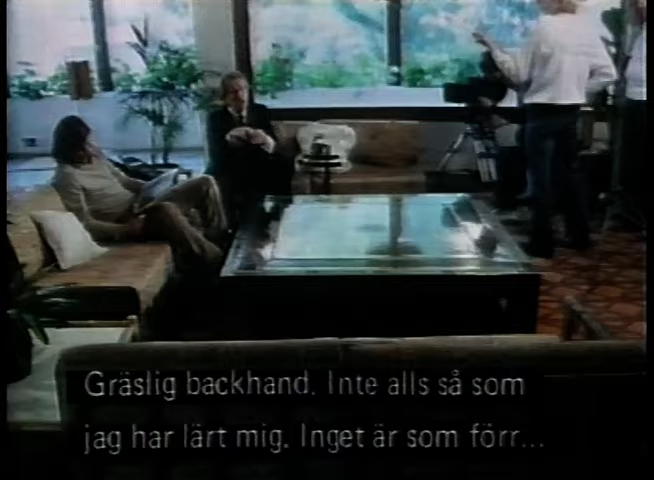 Gräslig backhand. Inte alls så som
jag har lärt mig. Inget är som förr...